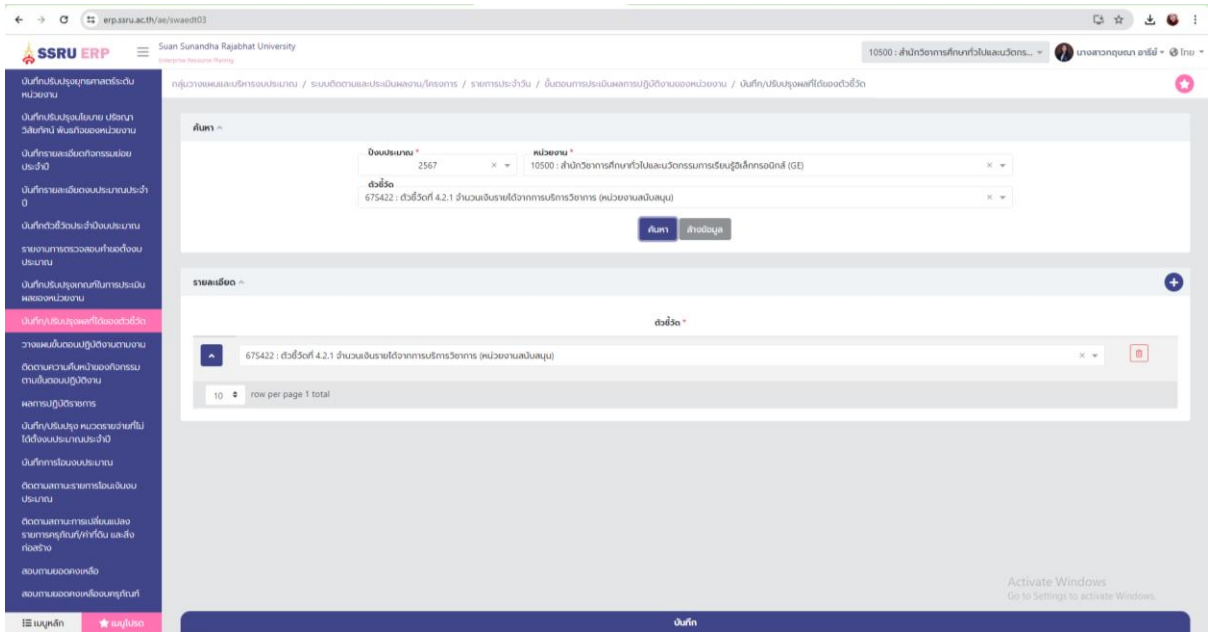 erp.ssru.ac.th/ae/swaedt03
SSRU ERP
Suan Sunandha Rajabhat University
Enterprise Resource Planing
10500 : สำนักวิชาการศึกษาทั่วไปและนวัตกร...
นางสาวกฤษณา อารีย์
ไทย
กลุ่มวางแผนและบริหารงบประมาณ / ระบบติดตามและประเมินผลงาน/โครงการ / รายการประจำวัน / ขั้นตอนการประเมินผลการปฏิบัติงานของหน่วยงาน / บันทึก/ปรับปรุงผลที่ได้ของตัวชี้วัด
บันทึกปรับปรุงยุทธศาสตร์ระดับ
หน่วยงาน
บันทึกปรับปรุงนโยบาย ปรัชญา
วิสัยทัศน์ พันธกิจของหน่วยงาน
บันทึกรายละเอียดกิจกรรมย่อย
ประจำปี
บันทึกรายละเอียดงบประมาณประจำ
ปี
บันทึกตัวชี้วัดประจำปีงบประมาณ
รายงานการตรวจสอบคำขอตั้งงบ
ประมาณ
บันทึกปรับปรุงเกณฑ์ในการประเมิน
ผลของหน่วยงาน
บันทึก/ปรับปรุงผลที่ได้ของตัวชี้วัด
วางแผนขั้นตอนปฏิบัติงานตามงาน
ติดตามความคืบหน้าของกิจกรรม
ตามขั้นตอนปฏิบัติงาน
ผลการปฏิบัติราชการ
บันทึก/ปรับปรุง หมวดรายจ่ายที่ไม่
ได้ตั้งงบประมาณประจำปี
บันทึกการโอนงบประมาณ
ติดตามสถานะรายการโอนเงินงบ
ประมาณ
ติดตามสถานะการเปลี่ยนแปลง
รายการครุภัณฑ์/ค่าที่ดิน และสิ่ง
ก่อสร้าง
สอบถามยอดคงเหลือ
สอบถามยอดคงเหลืองบครุภัณฑ์
เมนูหลัก
เมนูโปรด
ค้นหา
ปีงบประมาณ *
2567
หน่วยงาน *
10500 : สำนักวิชาการศึกษาทั่วไปและนวัตกรรมการเรียนรู้อิเล็กทรอนิกส์ (GE)
ตัวชี้วัด
675422 : ตัวชี้วัดที่ 4.2.1 จำนวนเงินรายได้จากการบริการวิชาการ (หน่วยงานสนับสนุน)
ค้นหา
ล้างข้อมูล
รายละเอียด
ตัวชี้วัด *
675422 : ตัวชี้วัดที่ 4.2.1 จำนวนเงินรายได้จากการบริการวิชาการ (หน่วยงานสนับสนุน)
10 row per page 1 total
Activate Windows
Go to Settings to activate Windows.
บันทึก